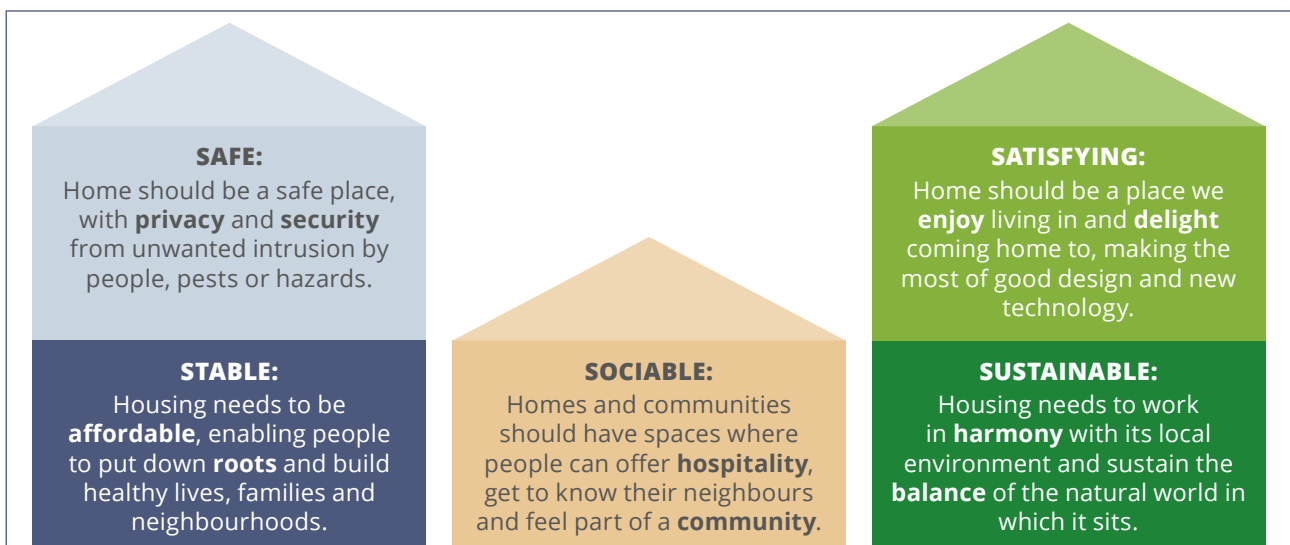 SAFE:
Home should be a safe place,
with privacy and security
from unwanted intrusion by
people, pests or hazards.
STABLE:
Housing needs to be
affordable, enabling people
to put down roots and build
healthy lives, families and
neighbourhoods.
SOCIABLE:
Homes and communities
should have spaces where
people can offer hospitality,
get to know their neighbours
and feel part of a community.
SATISFYING:
Home should be a place we
enjoy living in and delight
coming home to, making the
most of good design and new
technology.
SUSTAINABLE:
Housing needs to work
in harmony with its local
environment and sustain the
balance of the natural world in
which it sits.